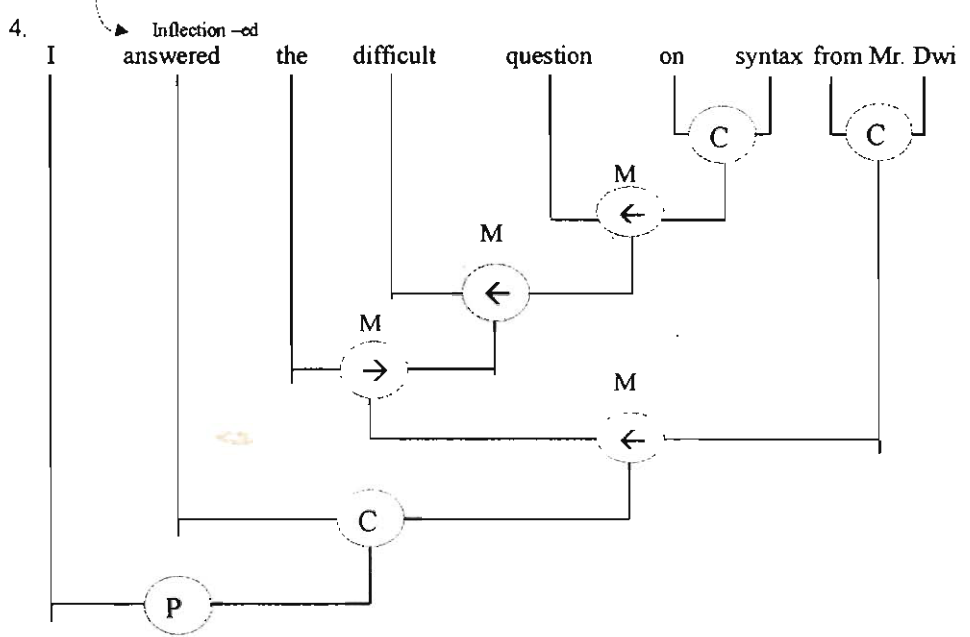 4.
Inflection –ed
I answered the difficult question on syntax from Mr. Dwi
C C
M
←
M
←
M
→
M
←
C
P